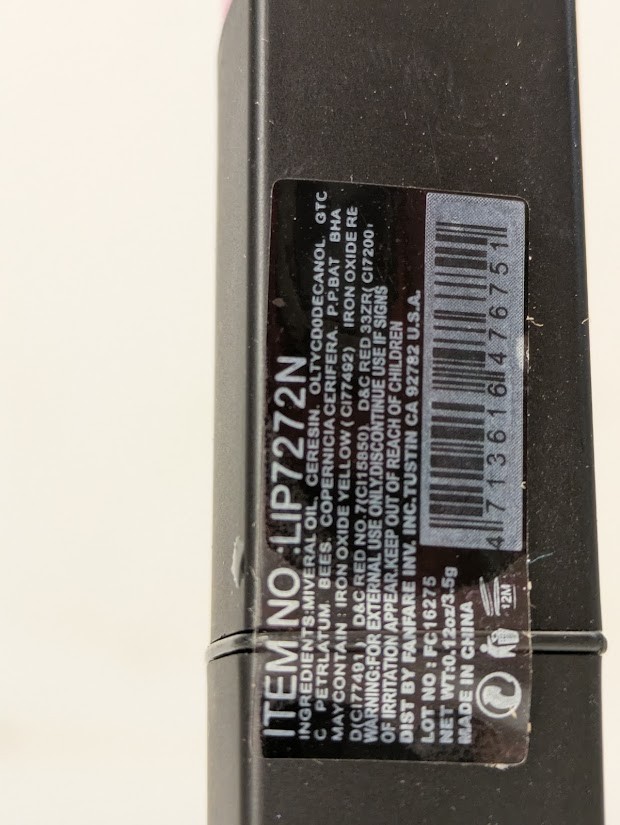 ITEM NO.:LIP7272N
INGREDIENTS:MIVERAL OIL. CERESIN. OLTYCD0DECANOL. GTC
C PETRLATUM. BEES. COPERNICIA CERIFERA. P.P.BAT BHA
MAYCONTAIN : IRON OXIDE YELLOW ( CI77492) IRON OXIDE RE
D(CI77491 ) D&C RED NO.7(CI15850) D&C RED 33ZR( CI7200,
WARNING:FOR EXTERNAL USE ONLY.DISCONTINUE USE IF SIGNS
OF IRRITATION APPEAR.KEEP OUT OF REACH OF CHILDREN
DIST BY FANFARE INV. INC.TUSTIN CA 92782 U.S.A.
LOT NO : FC16275
NET WT:0.12oz/3.5g
MADE IN CHINA
12M
4 713616 476751